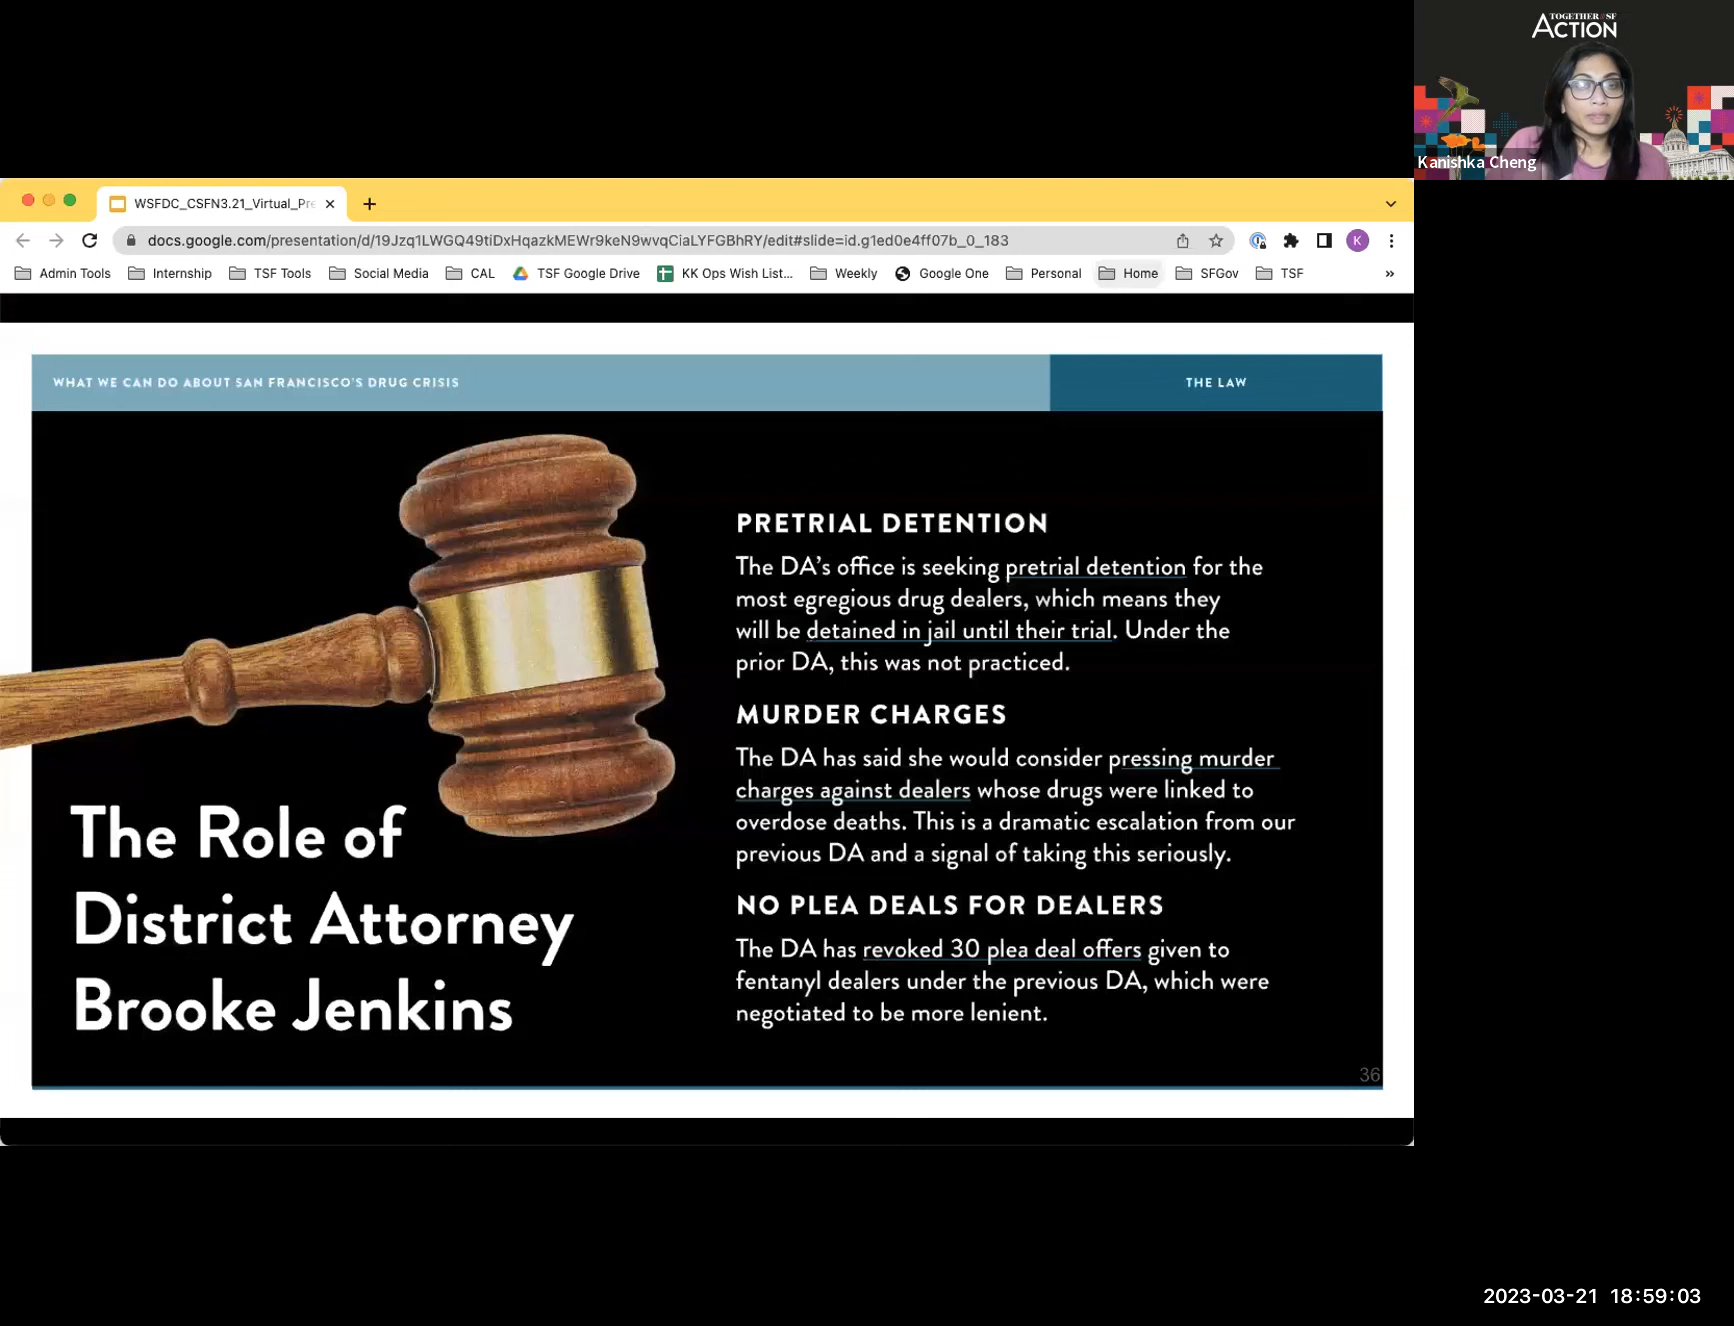 TOGETHER SF
ACTION
Kanishka Cheng
WSFDC_CSFN3.21_Virtual_Pre
docs.google.com/presentation/d/19Jzq1LWGQ49tiDxHqazkMEWr9keN9wvqCiaLYFGBhRY/edit#slide=id.g1ed0e4ff07b_0_183
K
Admin Tools Internship TSF Tools Social Media CAL TSF Google Drive KK Ops Wish List... Weekly Google One Personal Home SFGov TSF »
WHAT WE CAN DO ABOUT SAN FRANCISCO'S DRUG CRISIS
THE LAW
The Role of
District Attorney
Brooke Jenkins
PRETRIAL DETENTION
The DA's office is seeking pretrial detention for the
most egregious drug dealers, which means they
will be detained in jail until their trial. Under the
prior DA, this was not practiced.
MURDER CHARGES
The DA has said she would consider pressing murder
charges against dealers whose drugs were linked to
overdose deaths. This is a dramatic escalation from our
previous DA and a signal of taking this seriously.
NO PLEA DEALS FOR DEALERS
The DA has revoked 30 plea deal offers given to
fentanyl dealers under the previous DA, which were
negotiated to be more lenient.
36
2023-03-21 18:59:03